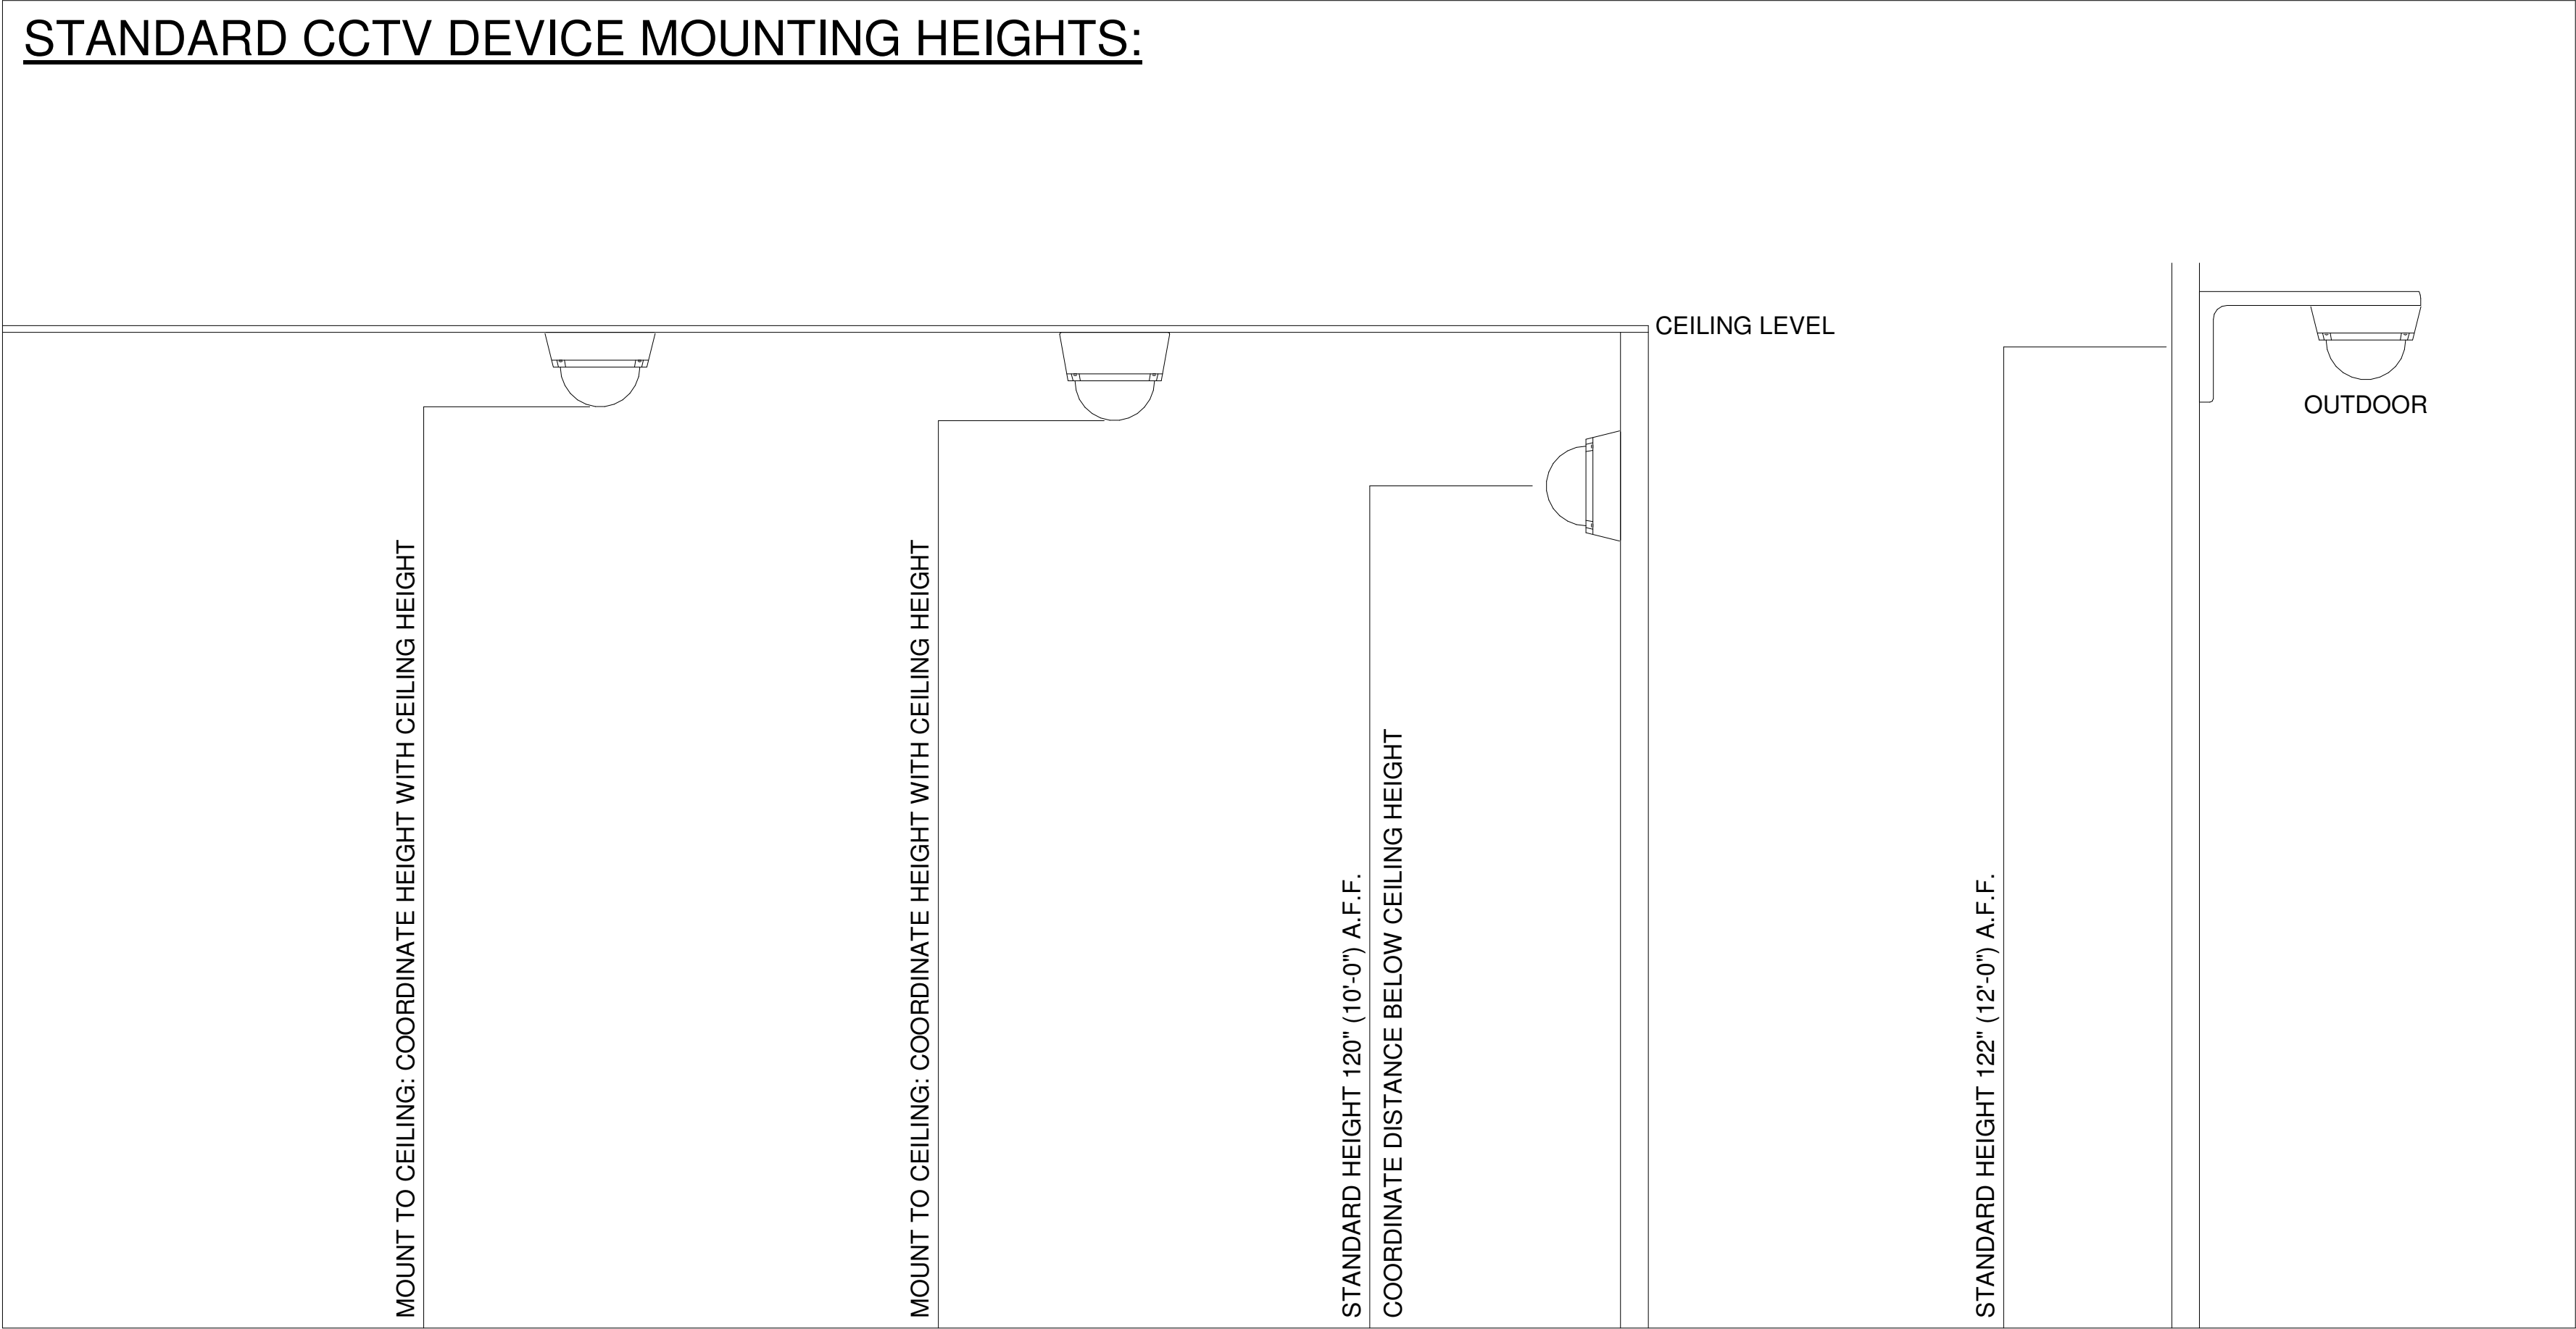 STANDARD CCTV DEVICE MOUNTING HEIGHTS:
CEILING LEVEL
OUTDOOR
MOUNT TO CEILING: COORDINATE HEIGHT WITH CEILING HEIGHT
MOUNT TO CEILING: COORDINATE HEIGHT WITH CEILING HEIGHT
STANDARD HEIGHT 120" (10'-0") A.F.F.
COORDINATE DISTANCE BELOW CEILING HEIGHT
STANDARD HEIGHT 122" (12'-0") A.F.F.